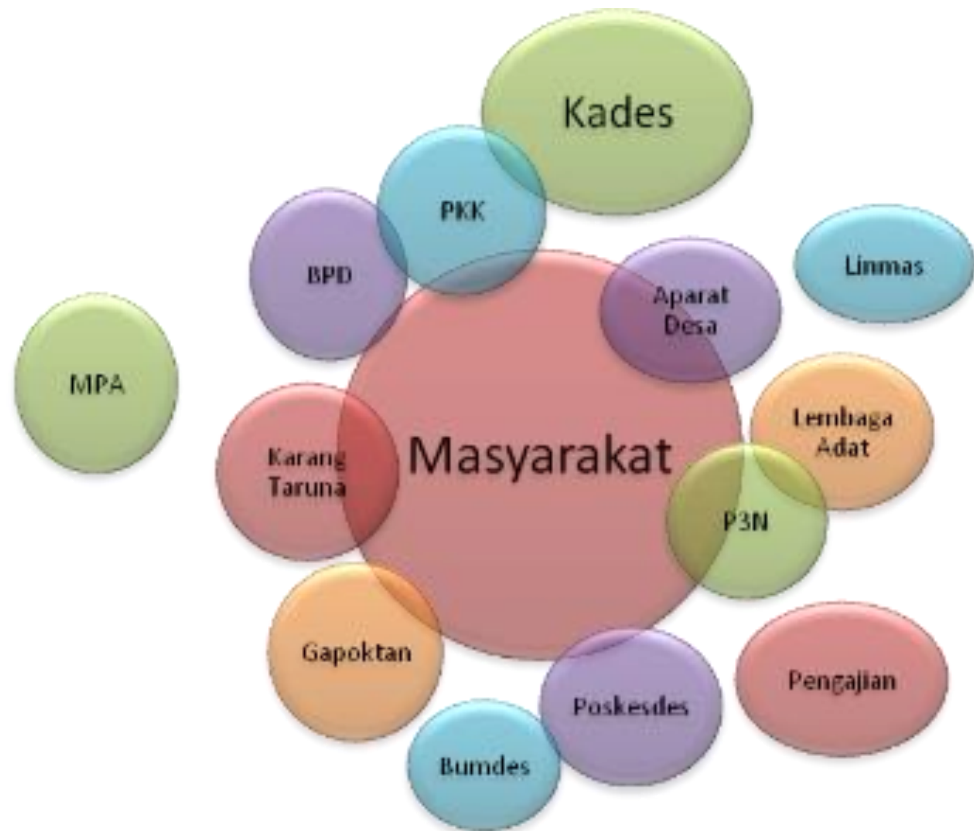 Kades
PKK
BPD
Linmas
Aparat
Desa
MPA
Lembaga
Adat
Karang
Taruna
Masyarakat
P3N
Gapoktan
Pengajian
Poskesdes
Bumdes